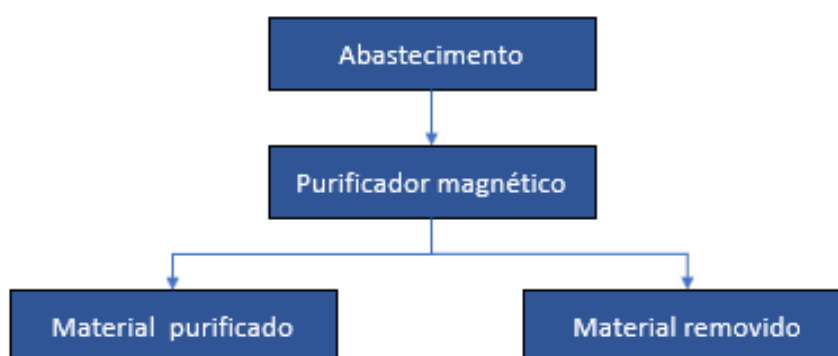 Abastecimento
Purificador magnético
Material purificado
Material removido